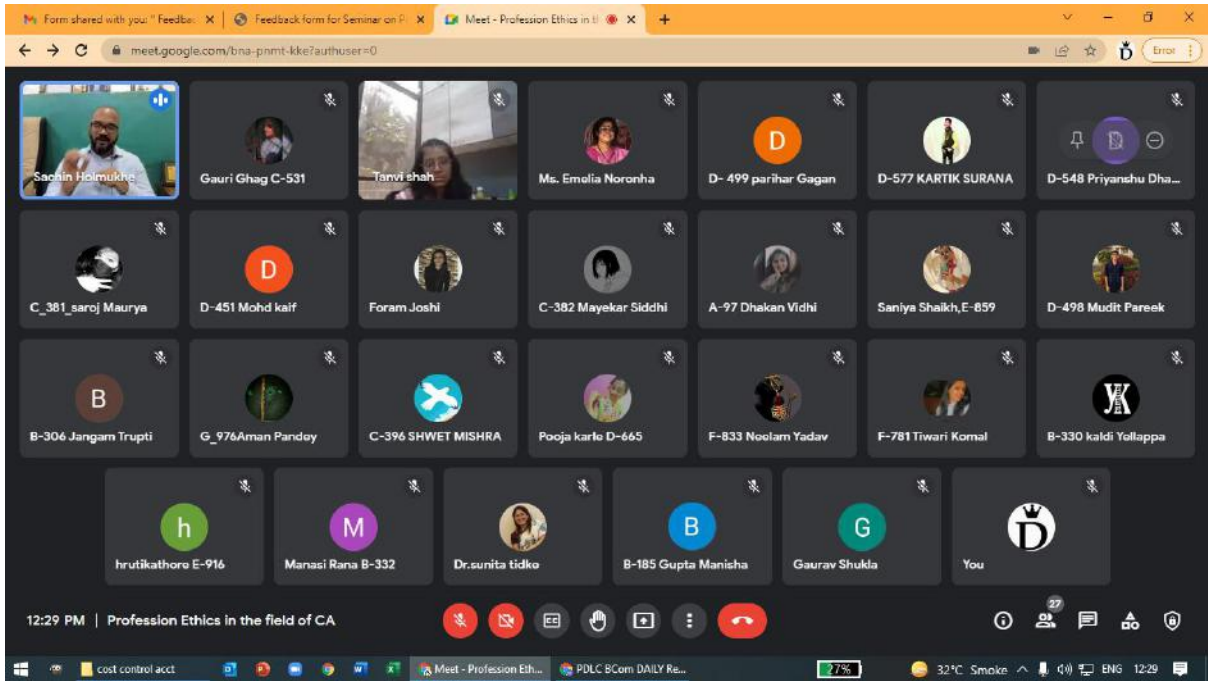 Form shared with you: "Feedbac
Feedback form for Seminar on P
Meet - Profession Ethics in th
meet.google.com/bna-pnmt-kke?authuser=0
Error
Sachin Holmukhe
Gauri Ghag C-531
Tanvi shah
Ms. Emelia Noronha
D- 499 parihar Gagan
D-577 KARTIK SURANA
D-548 Priyanshu Dha...
C_381_saroj Maurya
D-451 Mohd kaif
Foram Joshi
C-382 Mayekar Siddhi
A-97 Dhakan Vidhi
Saniya Shaikh,E-859
D-498 Mudit Pareek
B-306 Jangam Trupti
G_976Aman Pandey
C-396 SHWET MISHRA
Pooja karle D-665
F-833 Neelam Yadav
F-781 Tiwari Komal
B-330 kaldi Yellappa
hrutikathore E-916
Manasi Rana B-332
Dr.sunita tidke
B-185 Gupta Manisha
Gaurav Shukla
You
12:29 PM | Profession Ethics in the field of CA
27
cost control acct
Meet - Profession Eth...
PDLC BCom DAILY Re...
27%
32°C Smoke
ENG
12:29